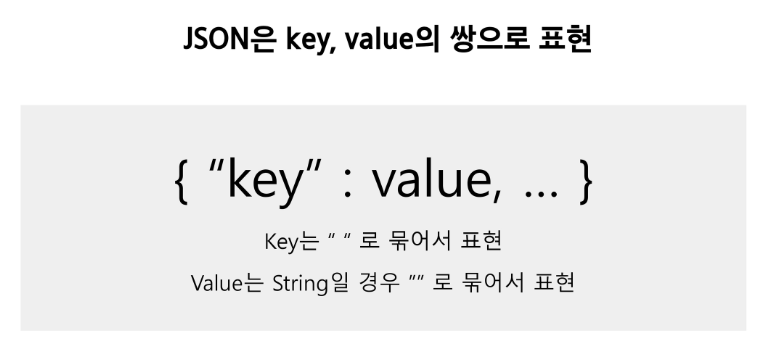 JSON은 key, value의 쌍으로 표현
{ “key” : value, ... }
Key는 “ “ 로 묶어서 표현
Value는 String일 경우 “” 로 묶어서 표현